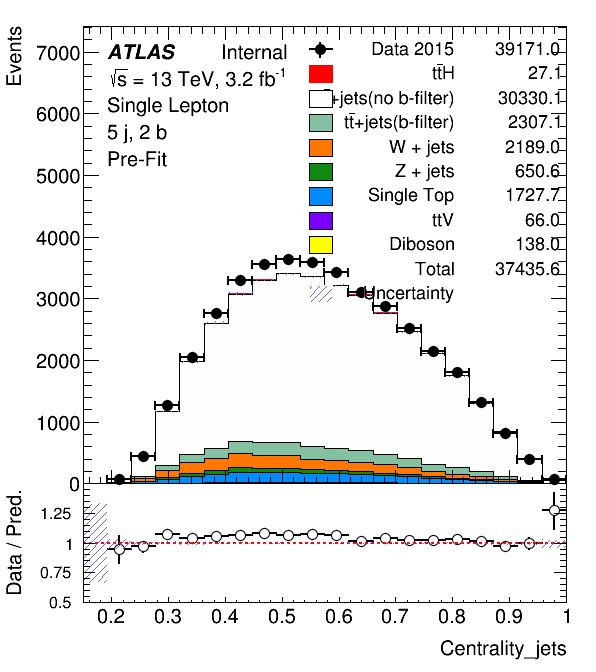 Events
7000
6000
5000
4000
3000
2000
1000
0
ATLAS Internal
√s = 13 TeV, 3.2 fb⁻¹
Single Lepton
5 j, 2 b
Pre-Fit
Data 2015 39171.0
tt̄H 27.1
+jets(no b-filter) 30330.1
tt̄+jets(b-filter) 2307.1
W + jets 2189.0
Z + jets 650.6
Single Top 1727.7
ttV 66.0
Diboson 138.0
Total 37435.6
Uncertainty
Data / Pred.
1.25
1
0.75
0.5
0.2 0.3 0.4 0.5 0.6 0.7 0.8 0.9 1
Centrality_jets